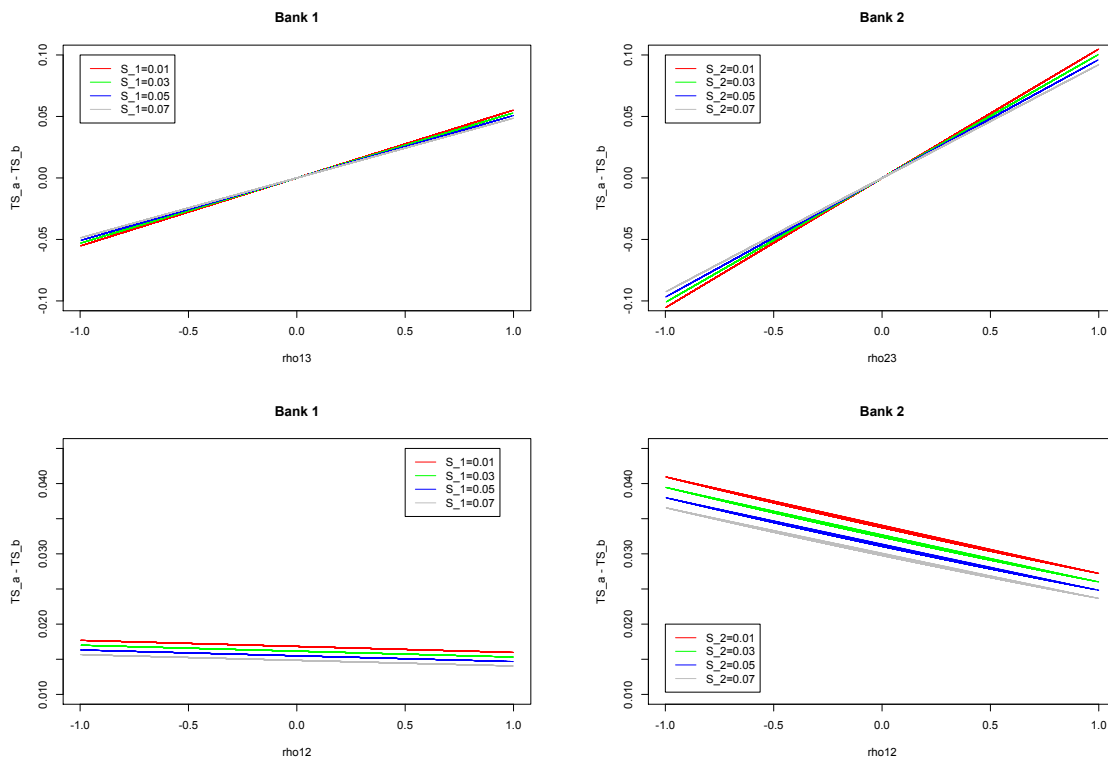 Bank 1
S_1=0.01
S_1=0.03
S_1=0.05
S_1=0.07
TS_a - TS_b
0.10
0.05
0.00
-0.05
-0.10
-1.0 -0.5 0.0 0.5 1.0
rho13
Bank 2
S_2=0.01
S_2=0.03
S_2=0.05
S_2=0.07
TS_a - TS_b
0.10
0.05
0.00
-0.05
-0.10
-1.0 -0.5 0.0 0.5 1.0
rho23
Bank 1
S_1=0.01
S_1=0.03
S_1=0.05
S_1=0.07
TS_a - TS_b
0.040
0.030
0.020
0.010
-1.0 -0.5 0.0 0.5 1.0
rho12
Bank 2
S_2=0.01
S_2=0.03
S_2=0.05
S_2=0.07
TS_a - TS_b
0.040
0.030
0.020
0.010
-1.0 -0.5 0.0 0.5 1.0
rho12